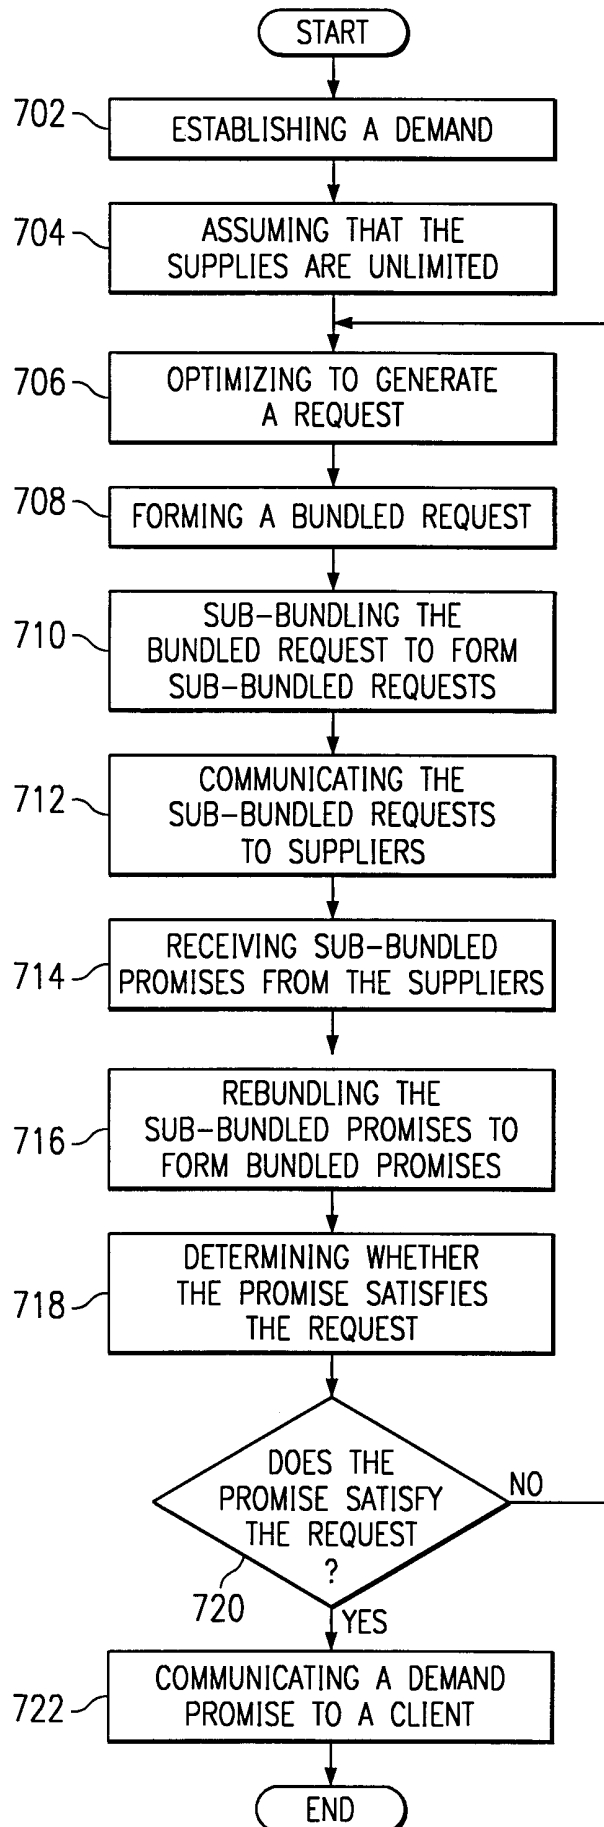 START
702
ESTABLISHING A DEMAND
704
ASSUMING THAT THE
SUPPLIES ARE UNLIMITED
706
OPTIMIZING TO GENERATE
A REQUEST
708
FORMING A BUNDLED REQUEST
710
SUB-BUNDLING THE
BUNDLED REQUEST TO FORM
SUB-BUNDLED REQUESTS
712
COMMUNICATING THE
SUB-BUNDLED REQUESTS
TO SUPPLIERS
714
RECEIVING SUB-BUNDLED
PROMISES FROM THE SUPPLIERS
716
REBUNDLING THE
SUB-BUNDLED PROMISES TO
FORM BUNDLED PROMISES
718
DETERMINING WHETHER
THE PROMISE SATISFIES
THE REQUEST
DOES THE
PROMISE SATISFY
THE REQUEST
?
NO
720
YES
722
COMMUNICATING A DEMAND
PROMISE TO A CLIENT
END